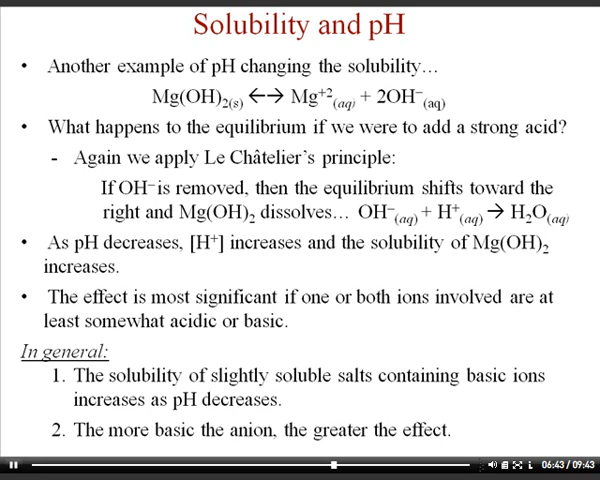 Solubility and pH
• Another example of pH changing the solubility…
Mg(OH)₂₍s₎ ←→ Mg⁺²(aq) + 2OH⁻(aq)
• What happens to the equilibrium if we were to add a strong acid?
- Again we apply Le Châtelier’s principle:
If OH⁻ is removed, then the equilibrium shifts toward the
right and Mg(OH)₂ dissolves… OH⁻(aq) + H⁺(aq) → H₂O(aq)
• As pH decreases, [H⁺] increases and the solubility of Mg(OH)₂
increases.
• The effect is most significant if one or both ions involved are at
least somewhat acidic or basic.
In general:
1. The solubility of slightly soluble salts containing basic ions
increases as pH decreases.
2. The more basic the anion, the greater the effect.
06:43 / 09:43